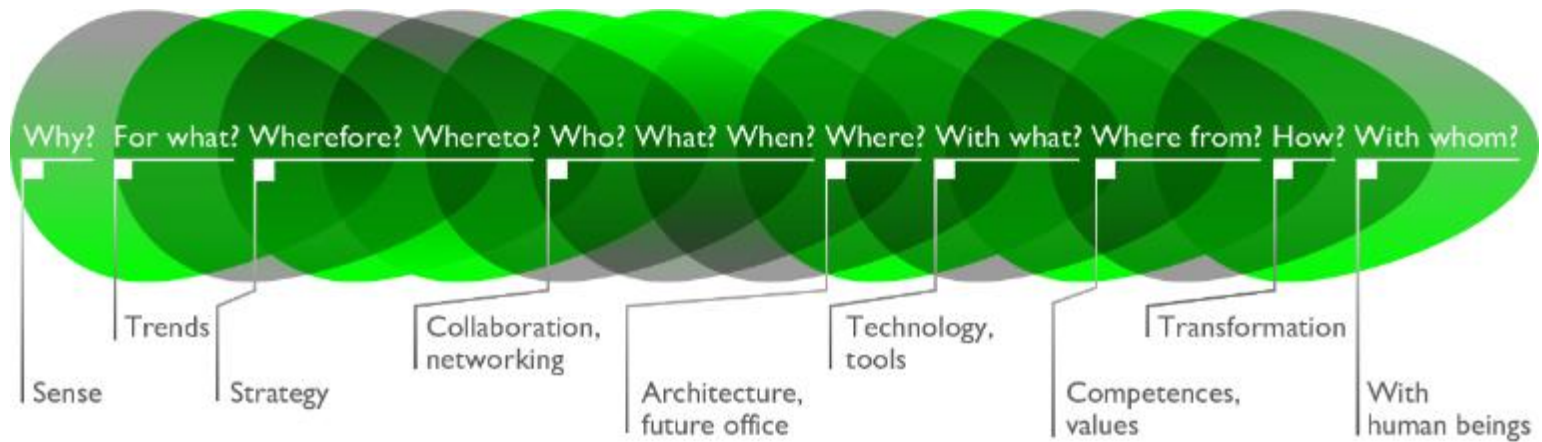 Why? For what? Wherefore? Whereto? Who? What? When? Where? With what? Where from? How? With whom?
Trends
Collaboration,
networking
Technology,
tools
Transformation
Sense
Strategy
Architecture,
future office
Competences,
values
With
human beings